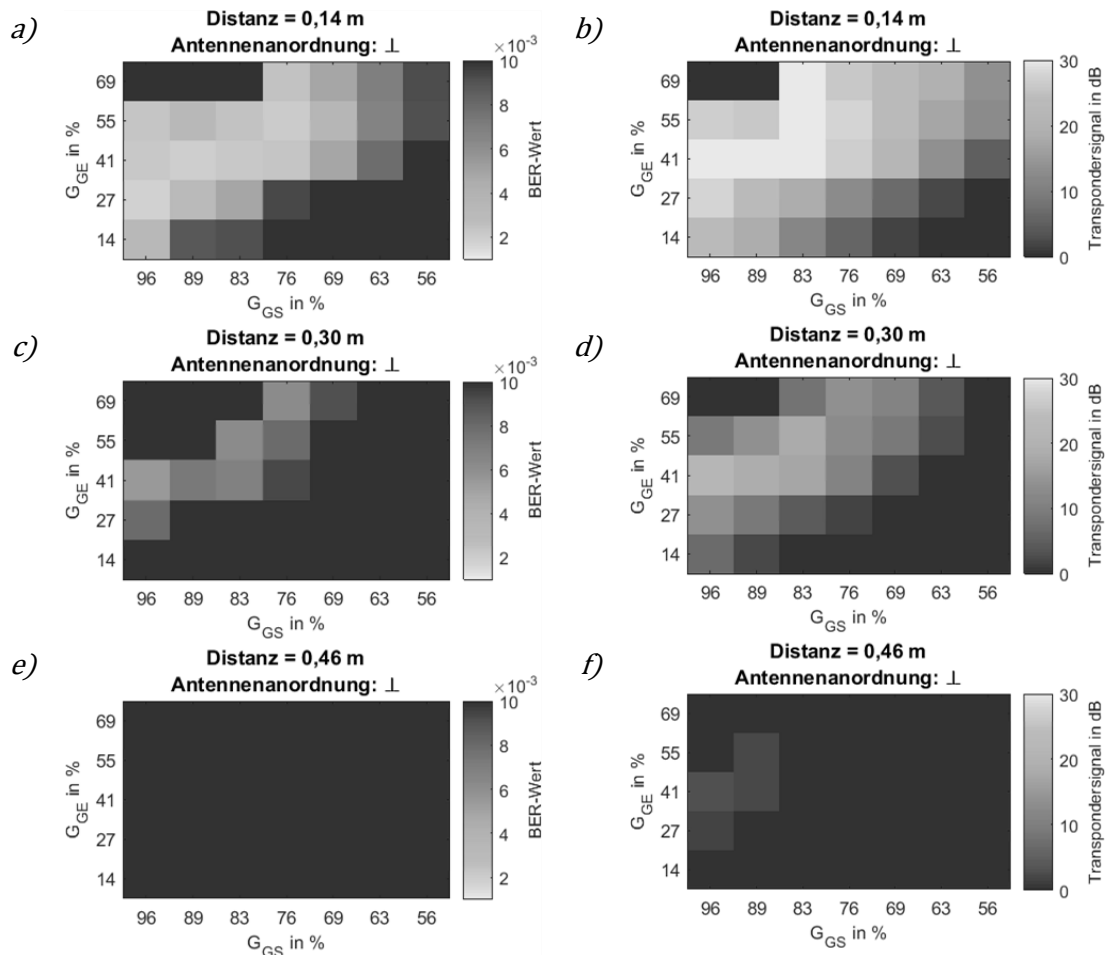 a)
Distanz = 0,14 m
Antennenanordnung: ⊥
×10⁻³
69
55
41
27
14
G_GE in %
96 89 83 76 69 63 56
G_GS in %
10
8
6
4
2
BER-Wert
b)
Distanz = 0,14 m
Antennenanordnung: ⊥
69
55
41
27
14
G_GE in %
96 89 83 76 69 63 56
G_GS in %
30
20
10
0
Transpondersignal in dB
c)
Distanz = 0,30 m
Antennenanordnung: ⊥
×10⁻³
69
55
41
27
14
G_GE in %
96 89 83 76 69 63 56
G_GS in %
10
8
6
4
2
BER-Wert
d)
Distanz = 0,30 m
Antennenanordnung: ⊥
69
55
41
27
14
G_GE in %
96 89 83 76 69 63 56
G_GS in %
30
20
10
0
Transpondersignal in dB
e)
Distanz = 0,46 m
Antennenanordnung: ⊥
×10⁻³
69
55
41
27
14
G_GE in %
96 89 83 76 69 63 56
G_GS in %
10
8
6
4
2
BER-Wert
f)
Distanz = 0,46 m
Antennenanordnung: ⊥
69
55
41
27
14
G_GE in %
96 89 83 76 69 63 56
G_GS in %
30
20
10
0
Transpondersignal in dB